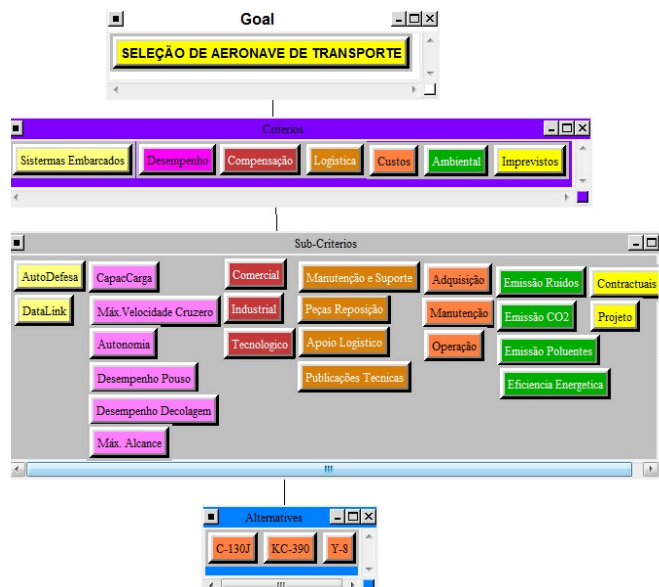 Goal
SELEÇÃO DE AERONAVE DE TRANSPORTE
Criterios
Sistermas Embarcados Desempenho Compensação Logistica Custos Ambiental Imprevistos
Sub-Criterios
AutoDefesa CapacCarga Comercial Manutenção e Suporte Adquisição Emissão Ruidos Contractuais
DataLink Máx.Velocidade Cruzero Industrial Peças Reposição Manutenção Emissão CO2 Projeto
Autonomia Tecnologico Apoio Logistico Operação Emissão Poluentes
Desempenho Pouso Publicações Tecnicas Eficiencia Energetica
Desempenho Decolagem
Máx. Alcance
Alternatives
C-130J KC-390 Y-8